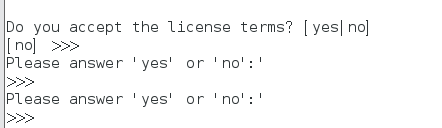 Do you accept the license terms? [yes|no]
[no] >>>
Please answer 'yes' or 'no':'
>>>
Please answer 'yes' or 'no':'
>>>